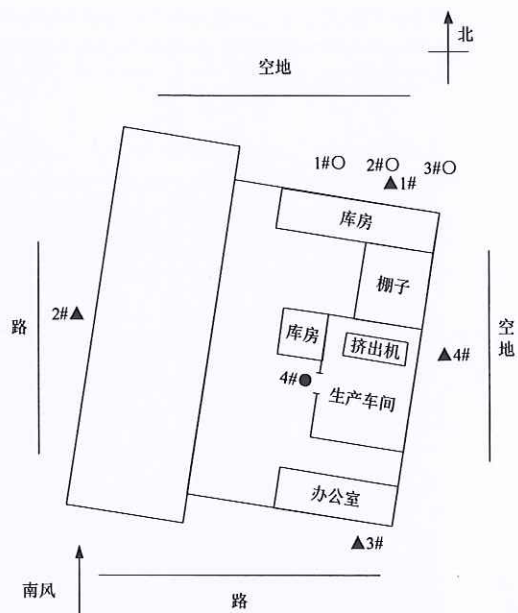 北
空地
1#○ 2#○ 3#○
▲1#
库房
棚子
路
2#▲
库房
挤出机
▲4#
空地
4#●
生产车间
办公室
▲3#
南风
路